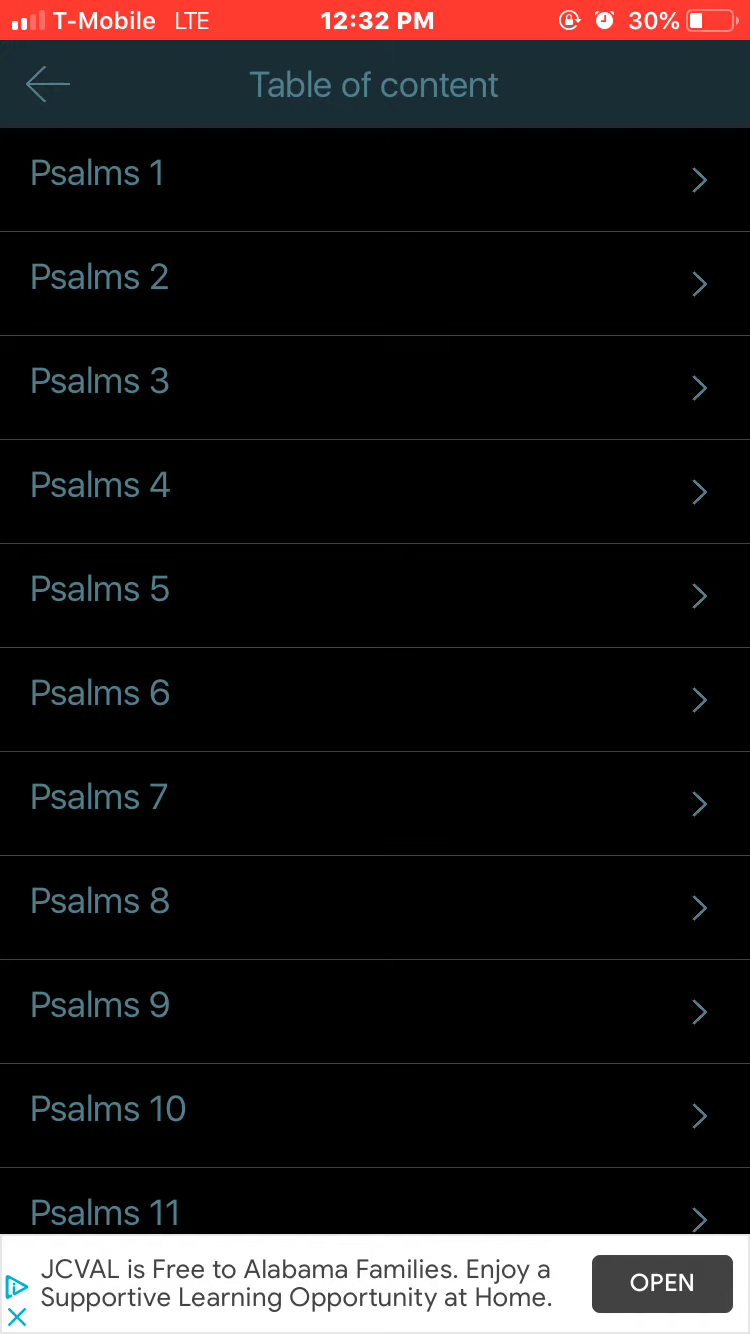 T-Mobile LTE 12:32 PM 30%
Table of content
Psalms 1
Psalms 2
Psalms 3
Psalms 4
Psalms 5
Psalms 6
Psalms 7
Psalms 8
Psalms 9
Psalms 10
Psalms 11
JCVAL is Free to Alabama Families. Enjoy a
Supportive Learning Opportunity at Home.
OPEN